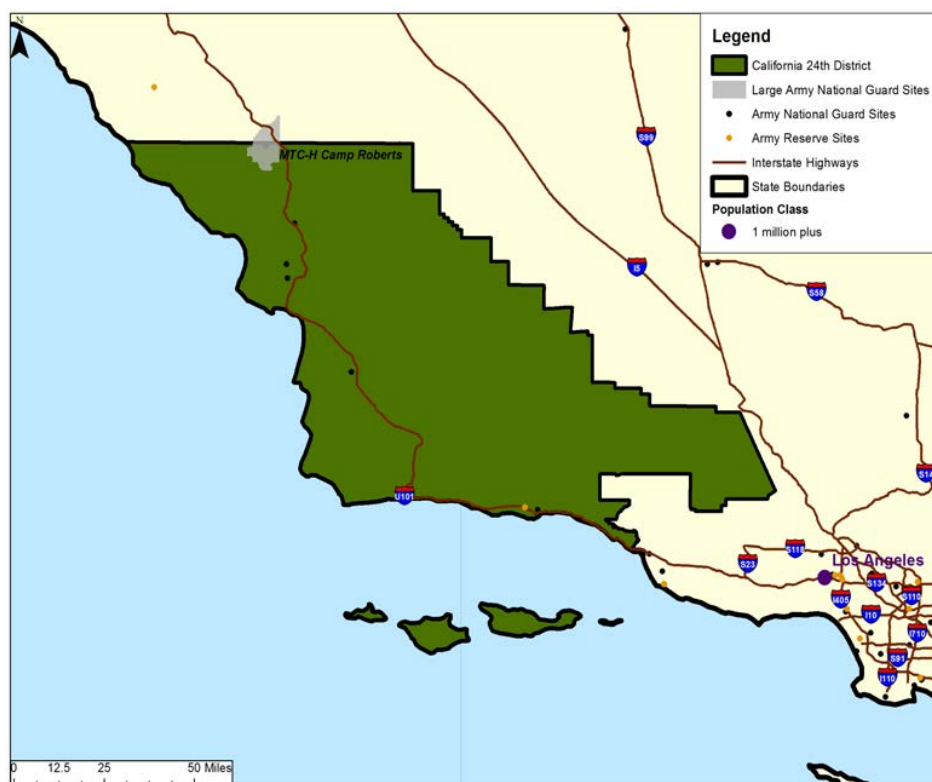 N
Legend
California 24th District
Large Army National Guard Sites
Army National Guard Sites
Army Reserve Sites
Interstate Highways
State Boundaries
Population Class
1 million plus
S99
MTC-H Camp Roberts
I5
S58
S14
U101
S118
S23
Los Angeles
S134
I405
S110
I10
I710
S91
I110
0 12.5 25 50 Miles